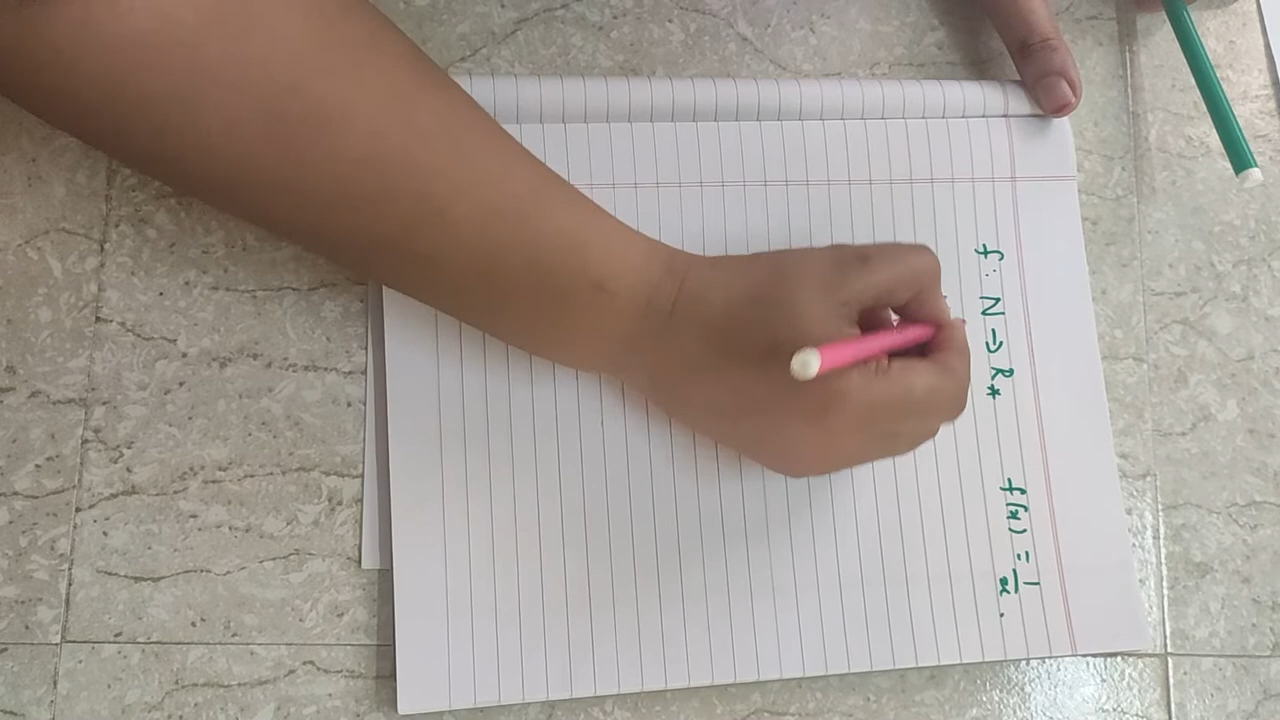 f : N → R* f(x) = 1/x.